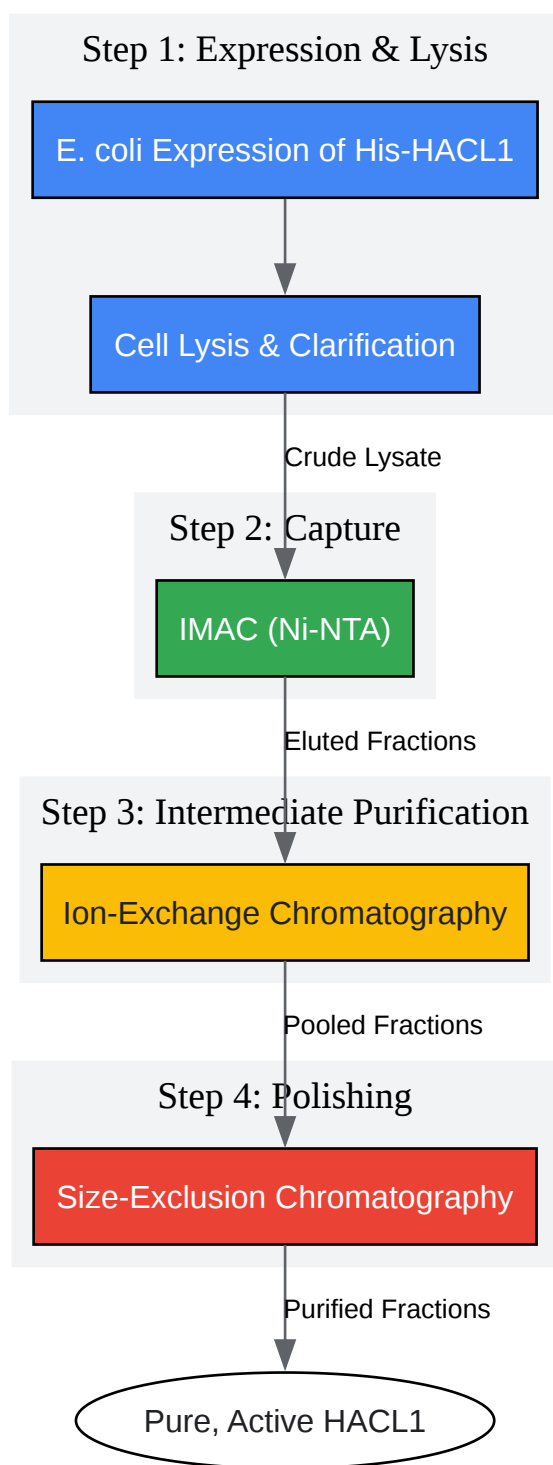 Step 1: Expression & Lysis
E. coli Expression of His-HACL1
Cell Lysis & Clarification
Crude Lysate
Step 2: Capture
IMAC (Ni-NTA)
Eluted Fractions
Step 3: Intermediate Purification
Ion-Exchange Chromatography
Pooled Fractions
Step 4: Polishing
Size-Exclusion Chromatography
Purified Fractions
Pure, Active HACL1